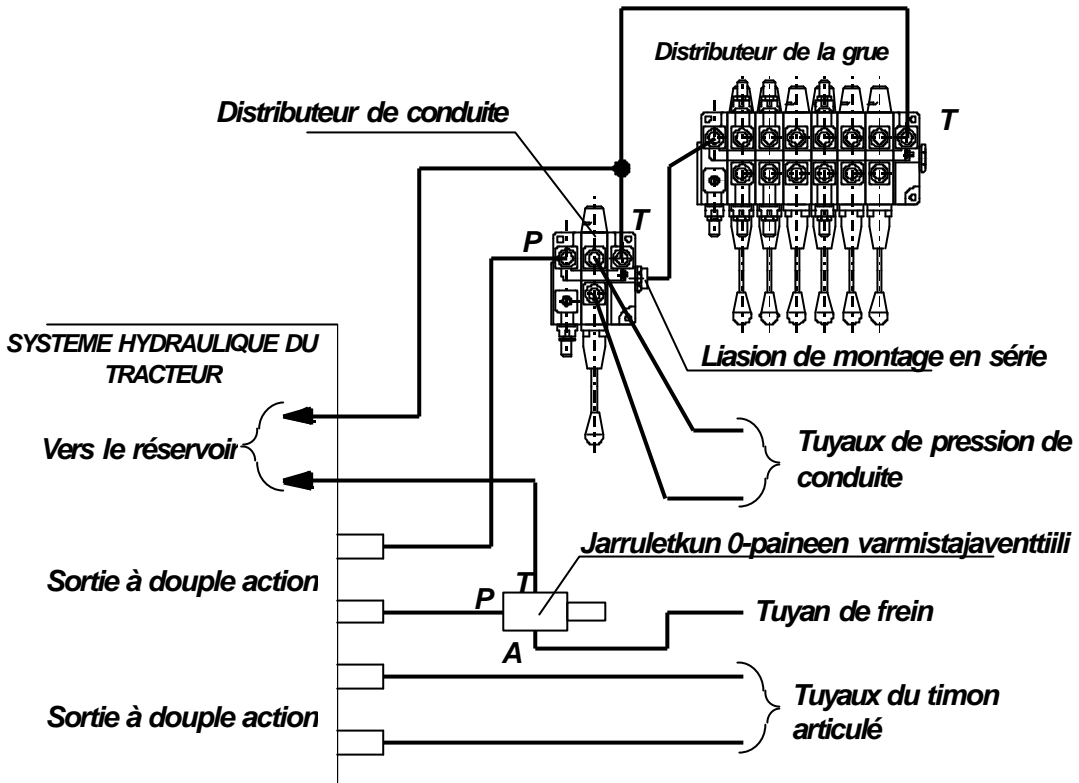 Distributeur de la grue
Distributeur de conduite
T
T
P
SYSTEME HYDRAULIQUE DU
TRACTEUR
Liasion de montage en série
Vers le réservoir
Tuyaux de pression de
conduite
Jarruletkun 0-paineen varmistajaventtiili
Sortie à douple action
T
P
Tuyan de frein
A
Tuyaux du timon
articulé
Sortie à douple action